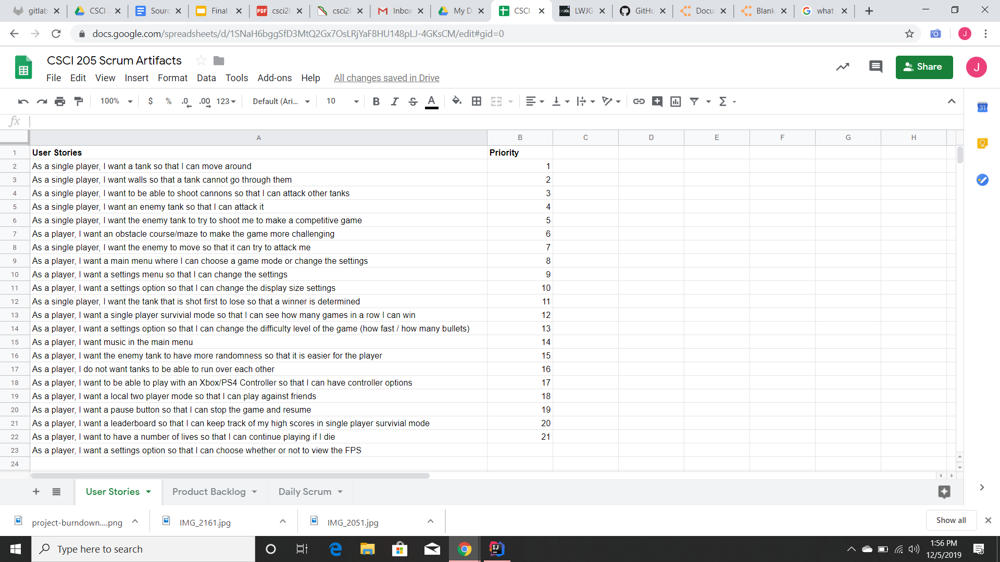 gitlab CSCI Sourc Final csci2 csci2 Inbox My D CSCI LWJG GitHu Docu Blank what
docs.google.com/spreadsheets/d/1SNaH6bggSfD3MtQ2Gx7OsLRjYaF8HU148pLJ-4GKsCM/edit#gid=0 J
CSCI 205 Scrum Artifacts Share J
File Edit View Insert Format Data Tools Add-ons Help All changes saved in Drive
100% $ % .0 .00 123 Default (Ari... 10 B I S A Σ 31
fx
A B C D E F G H
1 User Stories Priority
2 As a single player, I want a tank so that I can move around 1
3 As a single player, I want walls so that a tank cannot go through them 2
4 As a single player, I want to be able to shoot cannons so that I can attack other tanks 3
5 As a single player, I want an enemy tank so that I can attack it 4
6 As a single player, I want the enemy tank to try to shoot me to make a competitive game 5
7 As a player, I want an obstacle course/maze to make the game more challenging 6
8 As a single player, I want the enemy to move so that it can try to attack me 7
9 As a player, I want a main menu where I can choose a game mode or change the settings 8
10 As a player, I want a settings menu so that I can change the settings 9
11 As a player, I want a settings option so that I can change the display size settings 10
12 As a single player, I want the tank that is shot first to lose so that a winner is determined 11
13 As a player, I want a single player survivial mode so that I can see how many games in a row I can win 12
14 As a player, I want a settings option so that I can change the difficulty level of the game (how fast / how many bullets) 13
15 As a player, I want music in the main menu 14
16 As a player, I want the enemy tank to have more randomness so that it is easier for the player 15
17 As a player, I do not want tanks to be able to run over each other 16
18 As a player, I want to be able to play with an Xbox/PS4 Controller so that I can have controller options 17
19 As a player, I want a local two player mode so that I can play against friends 18
20 As a player, I want a pause button so that I can stop the game and resume 19
21 As a player, I want a leaderboard so that I can keep track of my high scores in single player survivial mode 20
22 As a player, I want to have a number of lives so that I can continue playing if I die 21
23 As a player, I want a settings option so that I can choose whether or not to view the FPS
24
User Stories Product Backlog Daily Scrum
project-burndown....png IMG_2161.jpg IMG_2051.jpg Show all
Type here to search 1:56 PM
12/5/2019